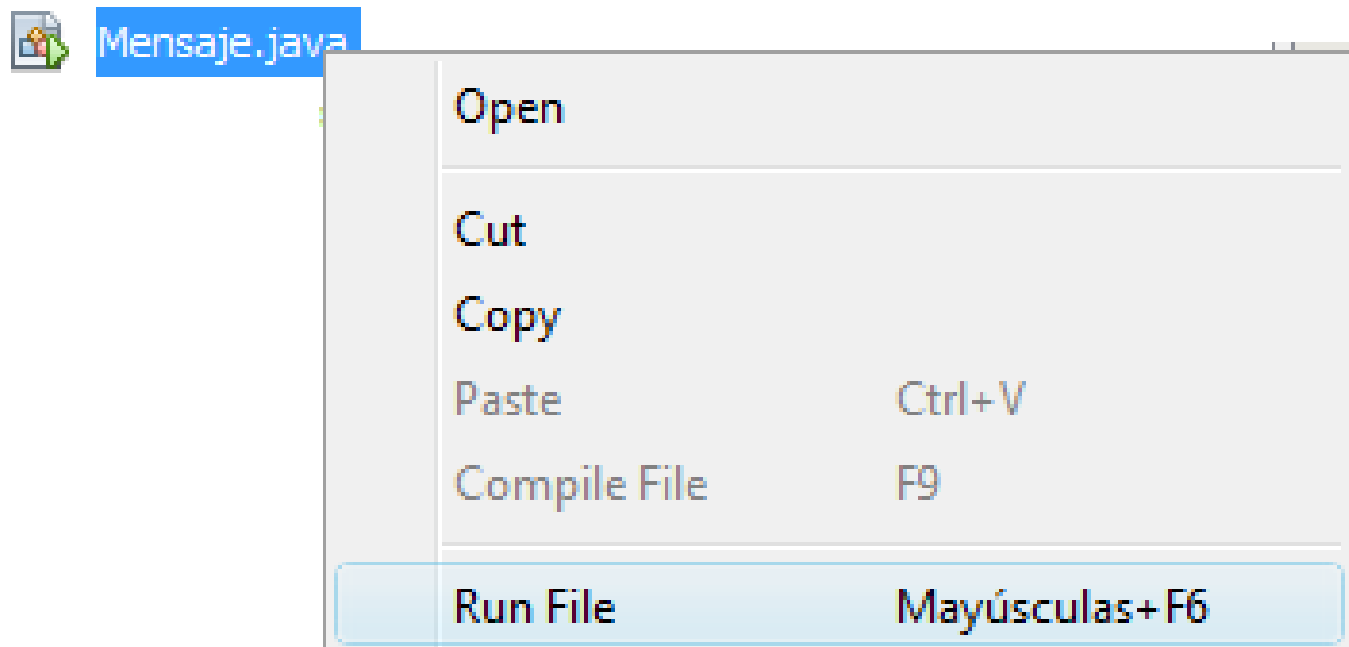 Mensaje.java
Open
Cut
Copy
Paste Ctrl+V
Compile File F9
Run File Mayúsculas+F6